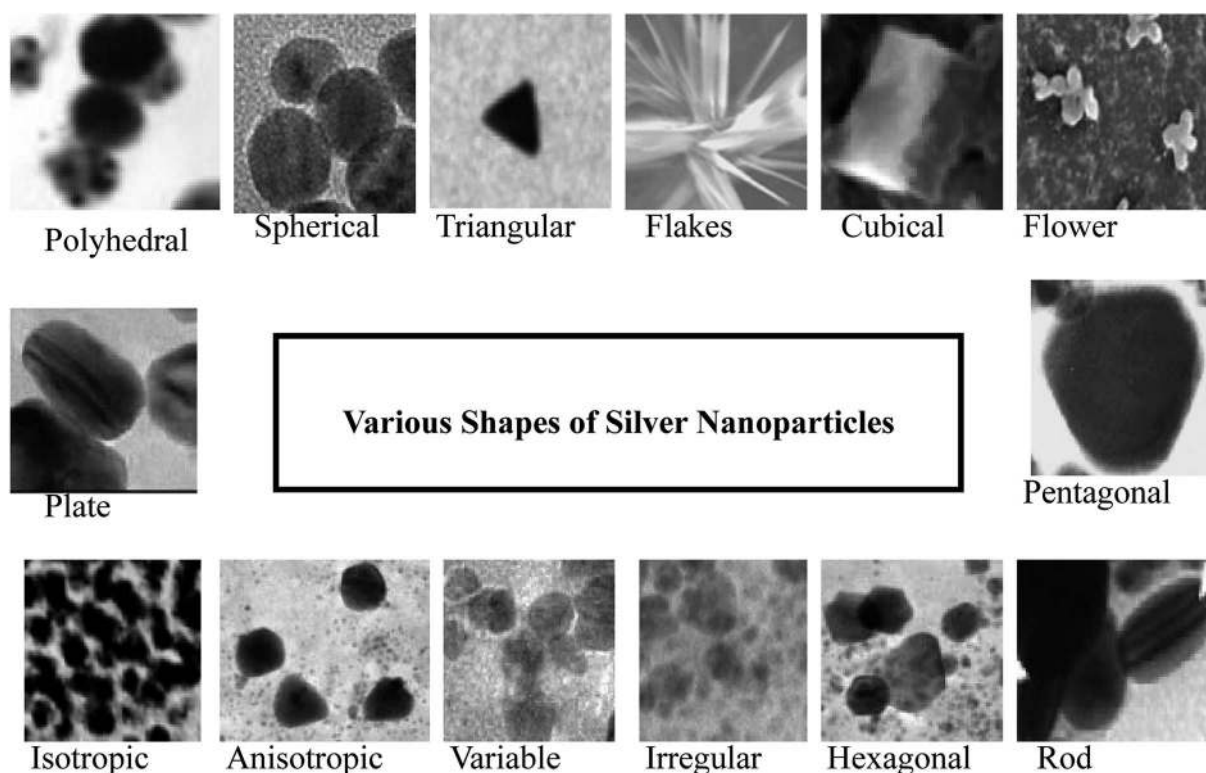 Polyhedral
Spherical
Triangular
Flakes
Cubical
Flower
Plate
Various Shapes of Silver Nanoparticles
Pentagonal
Isotropic
Anisotropic
Variable
Irregular
Hexagonal
Rod